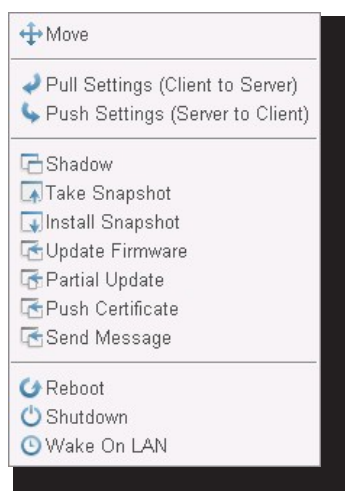 Move
Pull Settings (Client to Server)
Push Settings (Server to Client)
Shadow
Take Snapshot
Install Snapshot
Update Firmware
Partial Update
Push Certificate
Send Message
Reboot
Shutdown
Wake On LAN